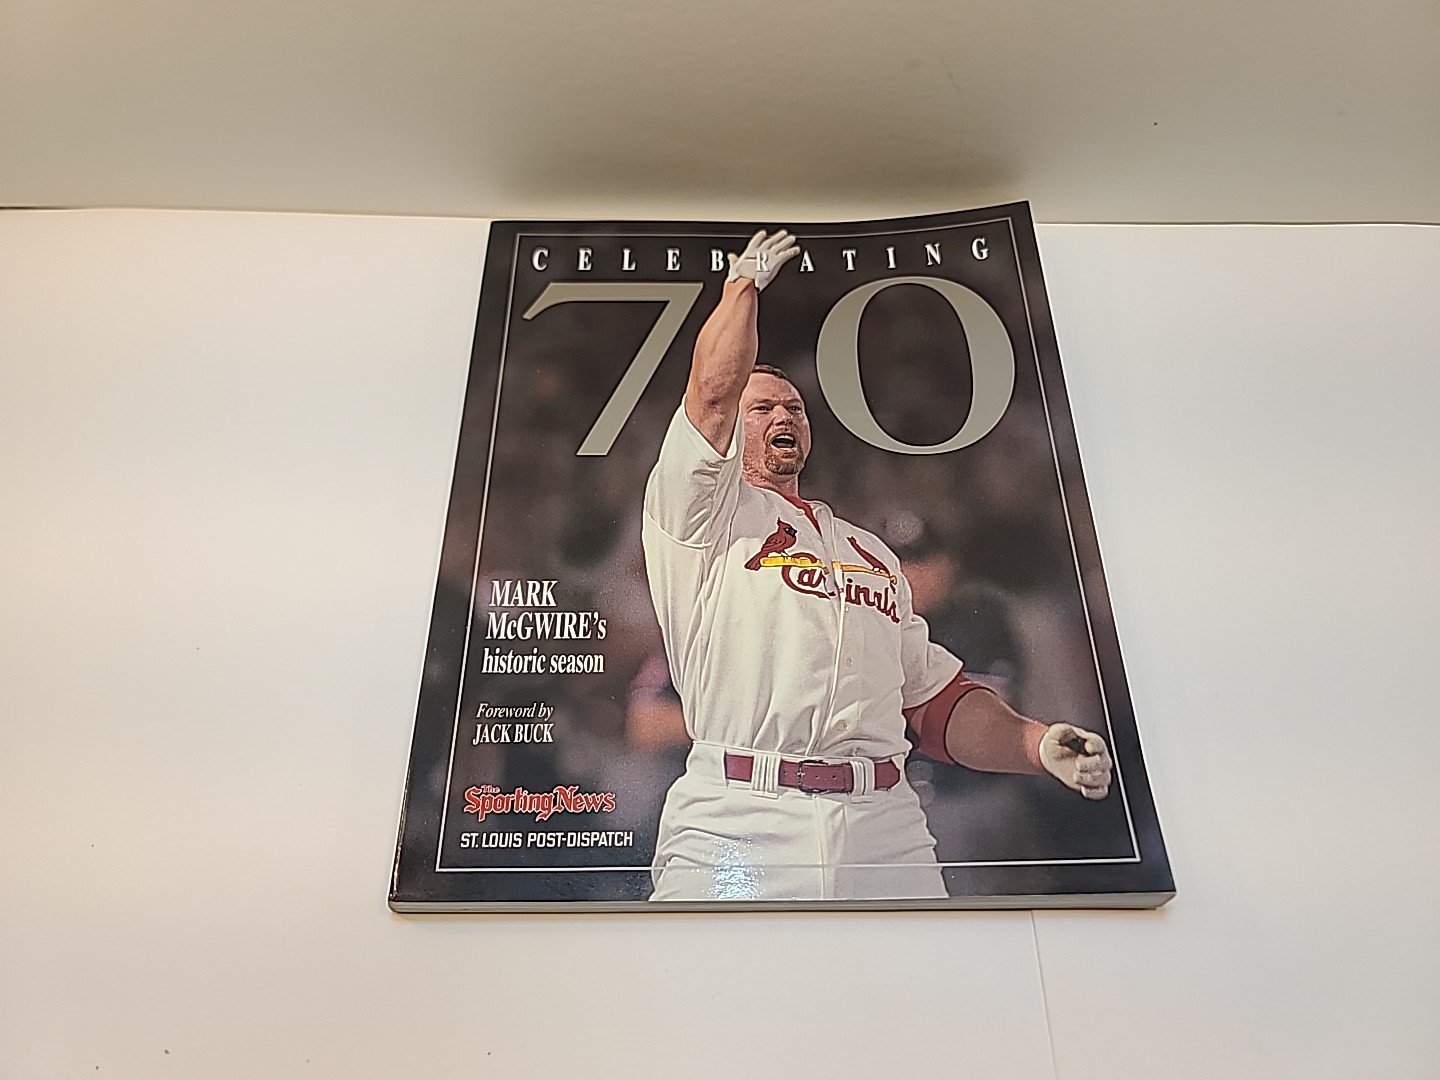 CELEBRATING
70
MARK
McGWIRE's
historic season
Foreword by
JACK BUCK
The
Sporting News
ST. LOUIS POST-DISPATCH
Cardinals